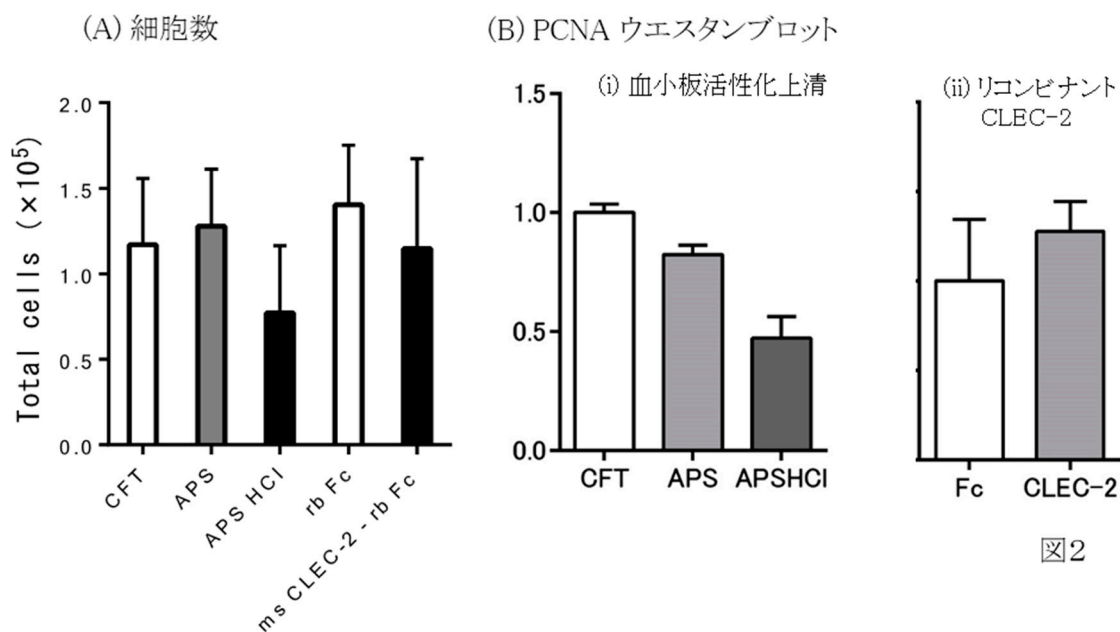 (A) 細胞数
(B) PCNA ウエスタンブロット
(i) 血小板活性化上清
(ii) リコンビナント
CLEC-2
Total cells (×10⁵)
2.0
1.5
1.0
0.5
0.0
CFT
APS
APS HCl
rb Fc
ms CLEC-2 - rb Fc
1.5
1.0
0.5
0.0
CFT
APS
APSHCl
Fc
CLEC-2
図2